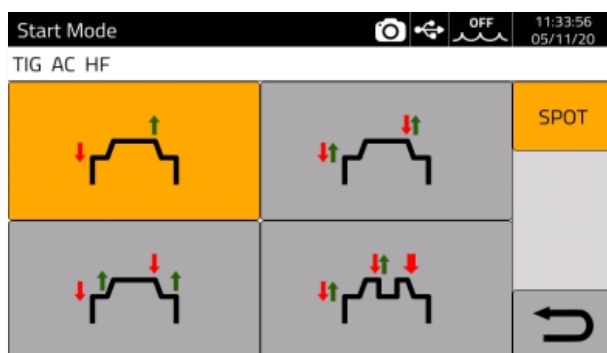 Start Mode
OFF
11:33:56
05/11/20
TIG AC HF
SPOT